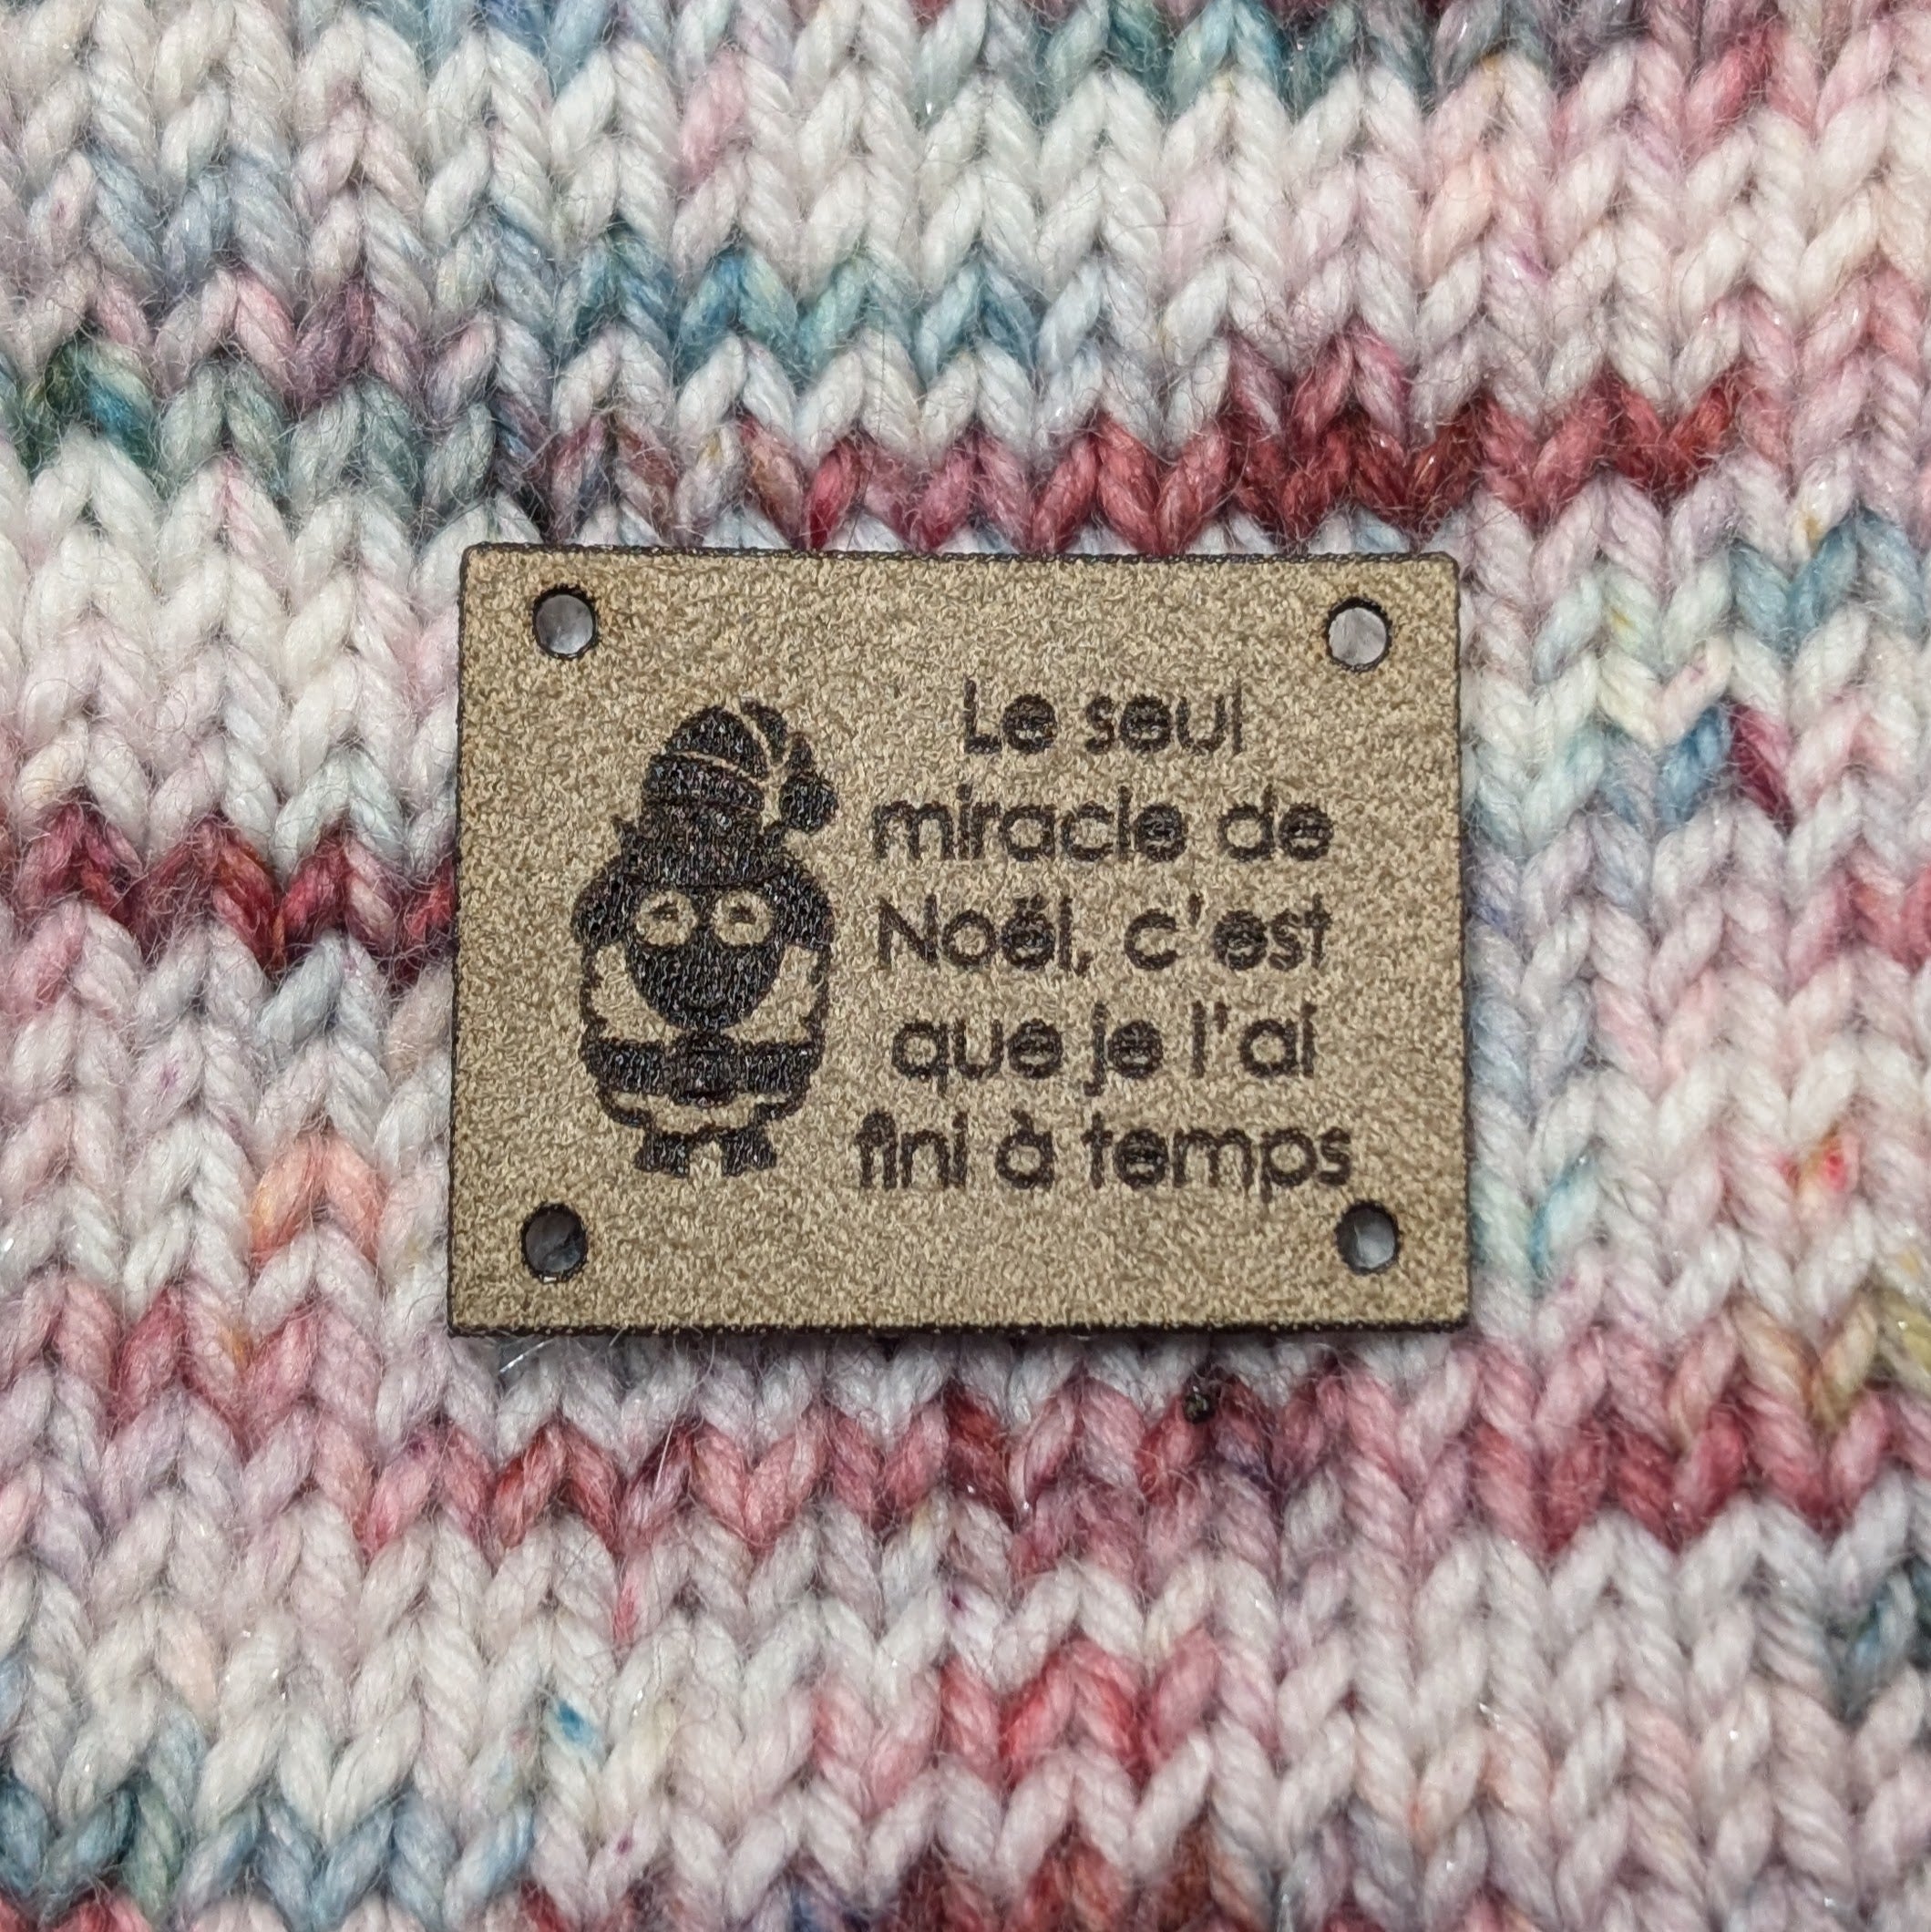 Le seul
miracle de
Noël, c'est
que je l'ai
fini à temps